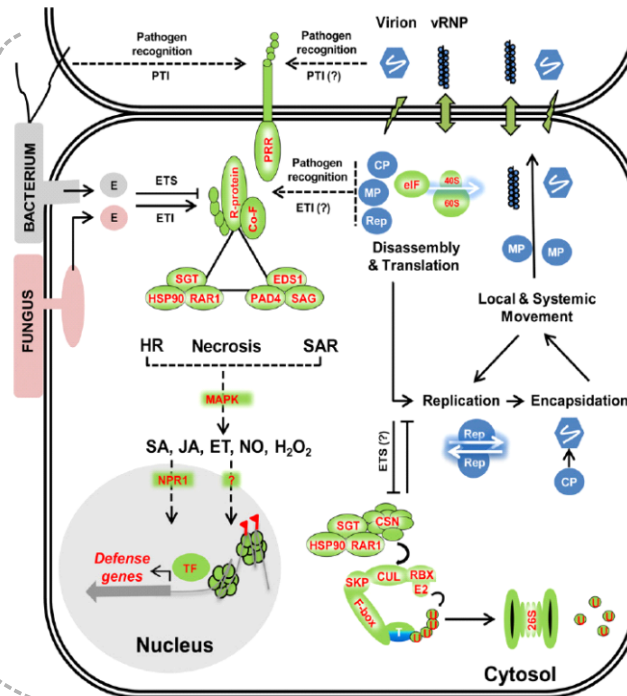 Virion vRNP
Pathogen
recognition
PTI
Pathogen
recognition
PTI (?)
PRR
BACTERIUM
E
ETS
ETI
E
FUNGUS
R-protein
Co-F
Pathogen
recognition
ETI (?)
CP
MP
Rep
eIF
40S
60S
Disassembly
& Translation
MP
MP
Local & Systemic
Movement
SGT
HSP90
RAR1
EDS1
PAD4
SAG
HR Necrosis SAR
MAPK
SA, JA, ET, NO, H₂O₂
NPR1
?
Defense
genes
TF
Nucleus
Replication
Encapsidation
Rep
Rep
CP
ETS (?)
SGT
CSN
HSP90
RAR1
SKP
CUL
RBX
E2
F-box
T
U
U
U
U
26S
U
U
U
U
Cytosol